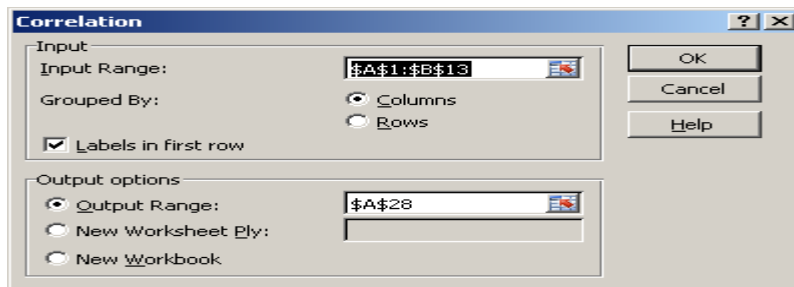 Correlation
Input
Input Range: $A$1:$B$13
Grouped By: Columns
Rows
Labels in first row
Output options
Output Range: $A$28
New Worksheet Ply:
New Workbook
OK
Cancel
Help